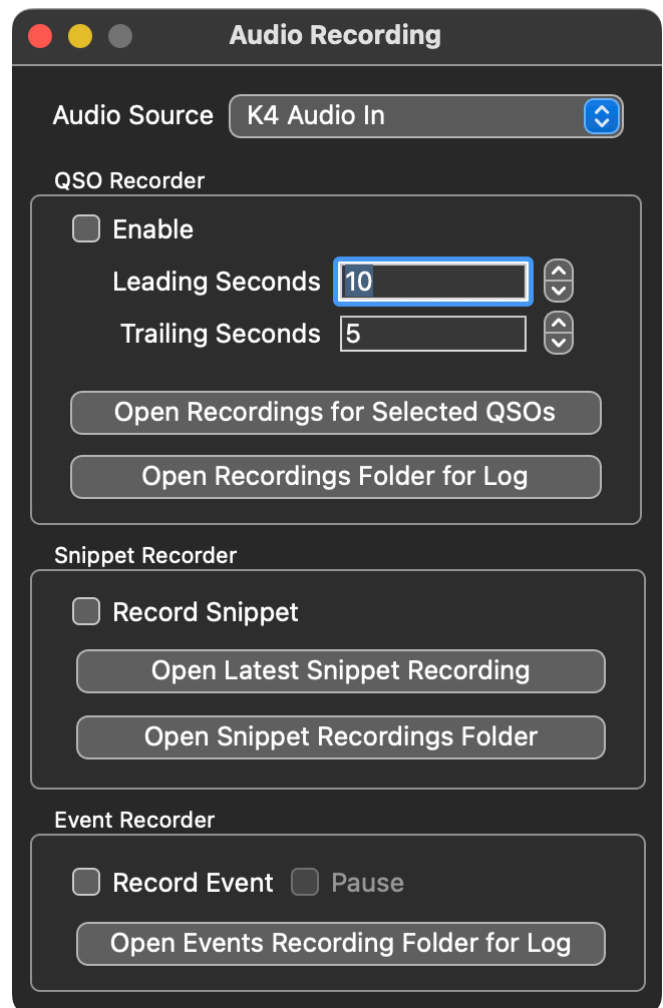 Audio Recording
Audio Source K4 Audio In
QSO Recorder
Enable
Leading Seconds 10
Trailing Seconds 5
Open Recordings for Selected QSOs
Open Recordings Folder for Log
Snippet Recorder
Record Snippet
Open Latest Snippet Recording
Open Snippet Recordings Folder
Event Recorder
Record Event Pause
Open Events Recording Folder for Log